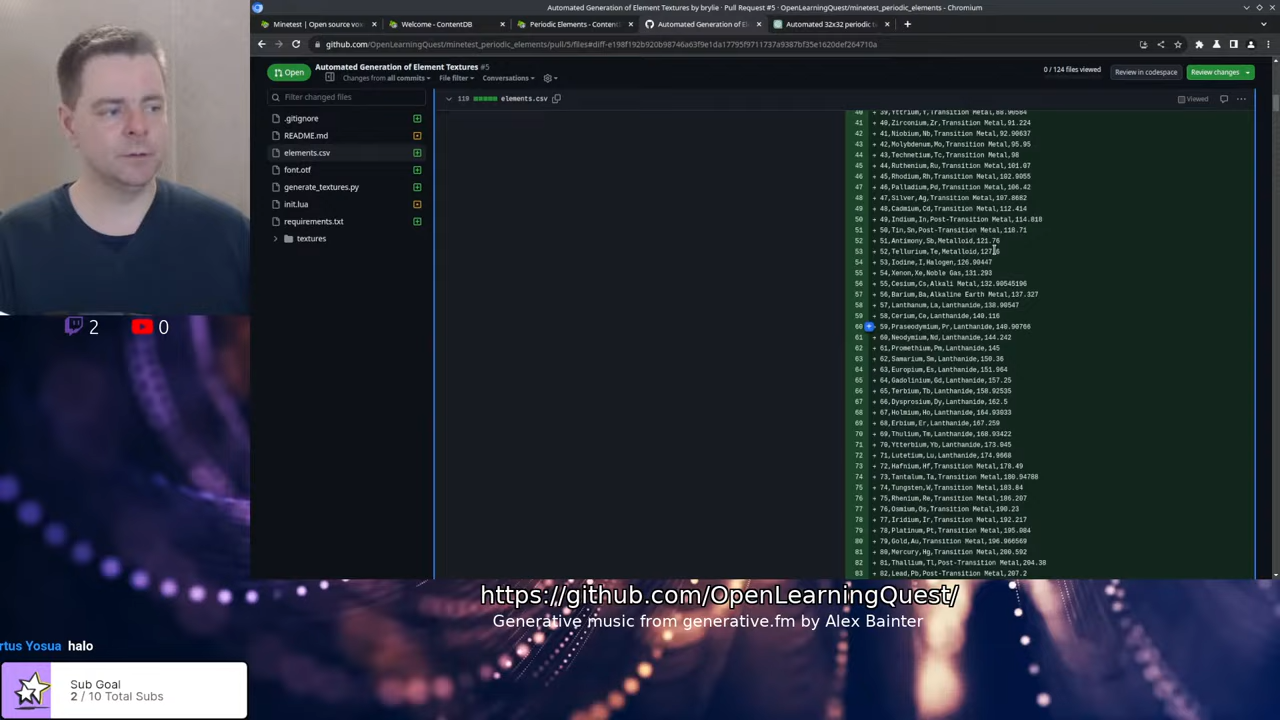 Automated Generation of Element Textures by brylie · Pull Request #5 · OpenLearningQuest/minetest_periodic_elements - Chromium
Minetest | Open source vox
Welcome - ContentDB
Periodic Elements - Content
Automated Generation of El
Automated 32x32 periodic t
github.com/OpenLearningQuest/minetest_periodic_elements/pull/5/files#diff-e198f192b920b98746a63f9e1da17795f9711737a9387bf35e1620def264710a
Open
Automated Generation of Element Textures #5
Changes from all commits
File filter
Conversations
0 / 124 files viewed
Review in codespace
Review changes
Filter changed files
119
elements.csv
Viewed
.gitignore
README.md
elements.csv
font.otf
generate_textures.py
init.lua
requirements.txt
textures
40 + 39,Yttrium,Y,Transition Metal,88.90584
41 + 40,Zirconium,Zr,Transition Metal,91.224
42 + 41,Niobium,Nb,Transition Metal,92.90637
43 + 42,Molybdenum,Mo,Transition Metal,95.95
44 + 43,Technetium,Tc,Transition Metal,98
45 + 44,Ruthenium,Ru,Transition Metal,101.07
46 + 45,Rhodium,Rh,Transition Metal,102.9055
47 + 46,Palladium,Pd,Transition Metal,106.42
48 + 47,Silver,Ag,Transition Metal,107.8682
49 + 48,Cadmium,Cd,Transition Metal,112.414
50 + 49,Indium,In,Post-Transition Metal,114.818
51 + 50,Tin,Sn,Post-Transition Metal,118.71
52 + 51,Antimony,Sb,Metalloid,121.76
53 + 52,Tellurium,Te,Metalloid,127.6
54 + 53,Iodine,I,Halogen,126.90447
55 + 54,Xenon,Xe,Noble Gas,131.293
56 + 55,Cesium,Cs,Alkali Metal,132.90545196
57 + 56,Barium,Ba,Alkaline Earth Metal,137.327
58 + 57,Lanthanum,La,Lanthanide,138.90547
59 + 58,Cerium,Ce,Lanthanide,140.116
60 + 59,Praseodymium,Pr,Lanthanide,140.90766
61 + 60,Neodymium,Nd,Lanthanide,144.242
62 + 61,Promethium,Pm,Lanthanide,145
63 + 62,Samarium,Sm,Lanthanide,150.36
64 + 63,Europium,Es,Lanthanide,151.964
65 + 64,Gadolinium,Gd,Lanthanide,157.25
66 + 65,Terbium,Tb,Lanthanide,158.92535
67 + 66,Dysprosium,Dy,Lanthanide,162.5
68 + 67,Holmium,Ho,Lanthanide,164.93033
69 + 68,Erbium,Er,Lanthanide,167.259
70 + 69,Thulium,Tm,Lanthanide,168.93422
71 + 70,Ytterbium,Yb,Lanthanide,173.045
72 + 71,Lutetium,Lu,Lanthanide,174.9668
73 + 72,Hafnium,Hf,Transition Metal,178.49
74 + 73,Tantalum,Ta,Transition Metal,180.94788
75 + 74,Tungsten,W,Transition Metal,183.84
76 + 75,Rhenium,Re,Transition Metal,186.207
77 + 76,Osmium,Os,Transition Metal,190.23
78 + 77,Iridium,Ir,Transition Metal,192.217
79 + 78,Platinum,Pt,Transition Metal,195.084
80 + 79,Gold,Au,Transition Metal,196.966569
81 + 80,Mercury,Hg,Transition Metal,200.592
82 + 81,Thallium,Tl,Post-Transition Metal,204.38
83 + 82,Lead,Pb,Post-Transition Metal,207.2
2
0
https://github.com/OpenLearningQuest/
Generative music from generative.fm by Alex Bainter
rtus Yosua halo
Sub Goal
2 / 10 Total Subs